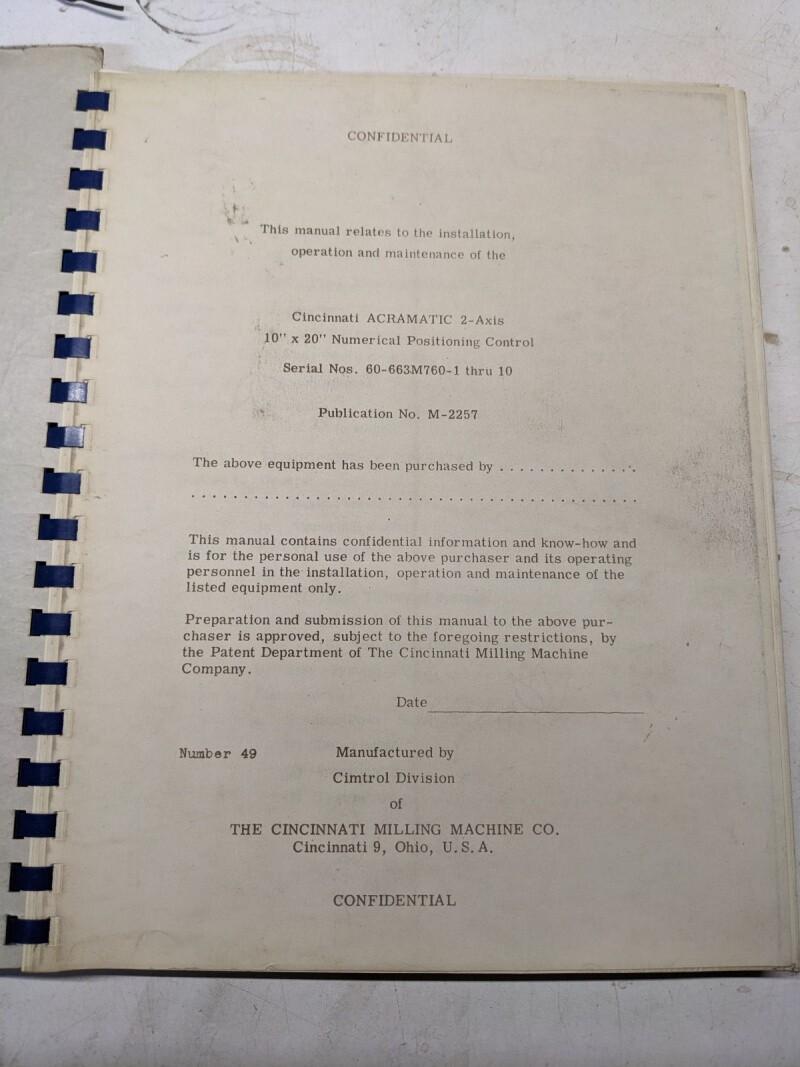 CONFIDENTIAL
This manual relates to the installation,
operation and maintenance of the
Cincinnati ACRAMATIC 2-Axis
10" x 20" Numerical Positioning Control
Serial Nos. 60-663M760-1 thru 10
Publication No. M-2257
The above equipment has been purchased by . . . . . . . . . . . . . .
. . . . . . . . . . . . . . . . . . . . . . . . . . . . . . . . . . . . . . . . . . .
This manual contains confidential information and know-how and
is for the personal use of the above purchaser and its operating
personnel in the installation, operation and maintenance of the
listed equipment only.
Preparation and submission of this manual to the above pur-
chaser is approved, subject to the foregoing restrictions, by
the Patent Department of The Cincinnati Milling Machine
Company.
Date
Number 49 Manufactured by
Cimtrol Division
of
THE CINCINNATI MILLING MACHINE CO.
Cincinnati 9, Ohio, U.S.A.
CONFIDENTIAL